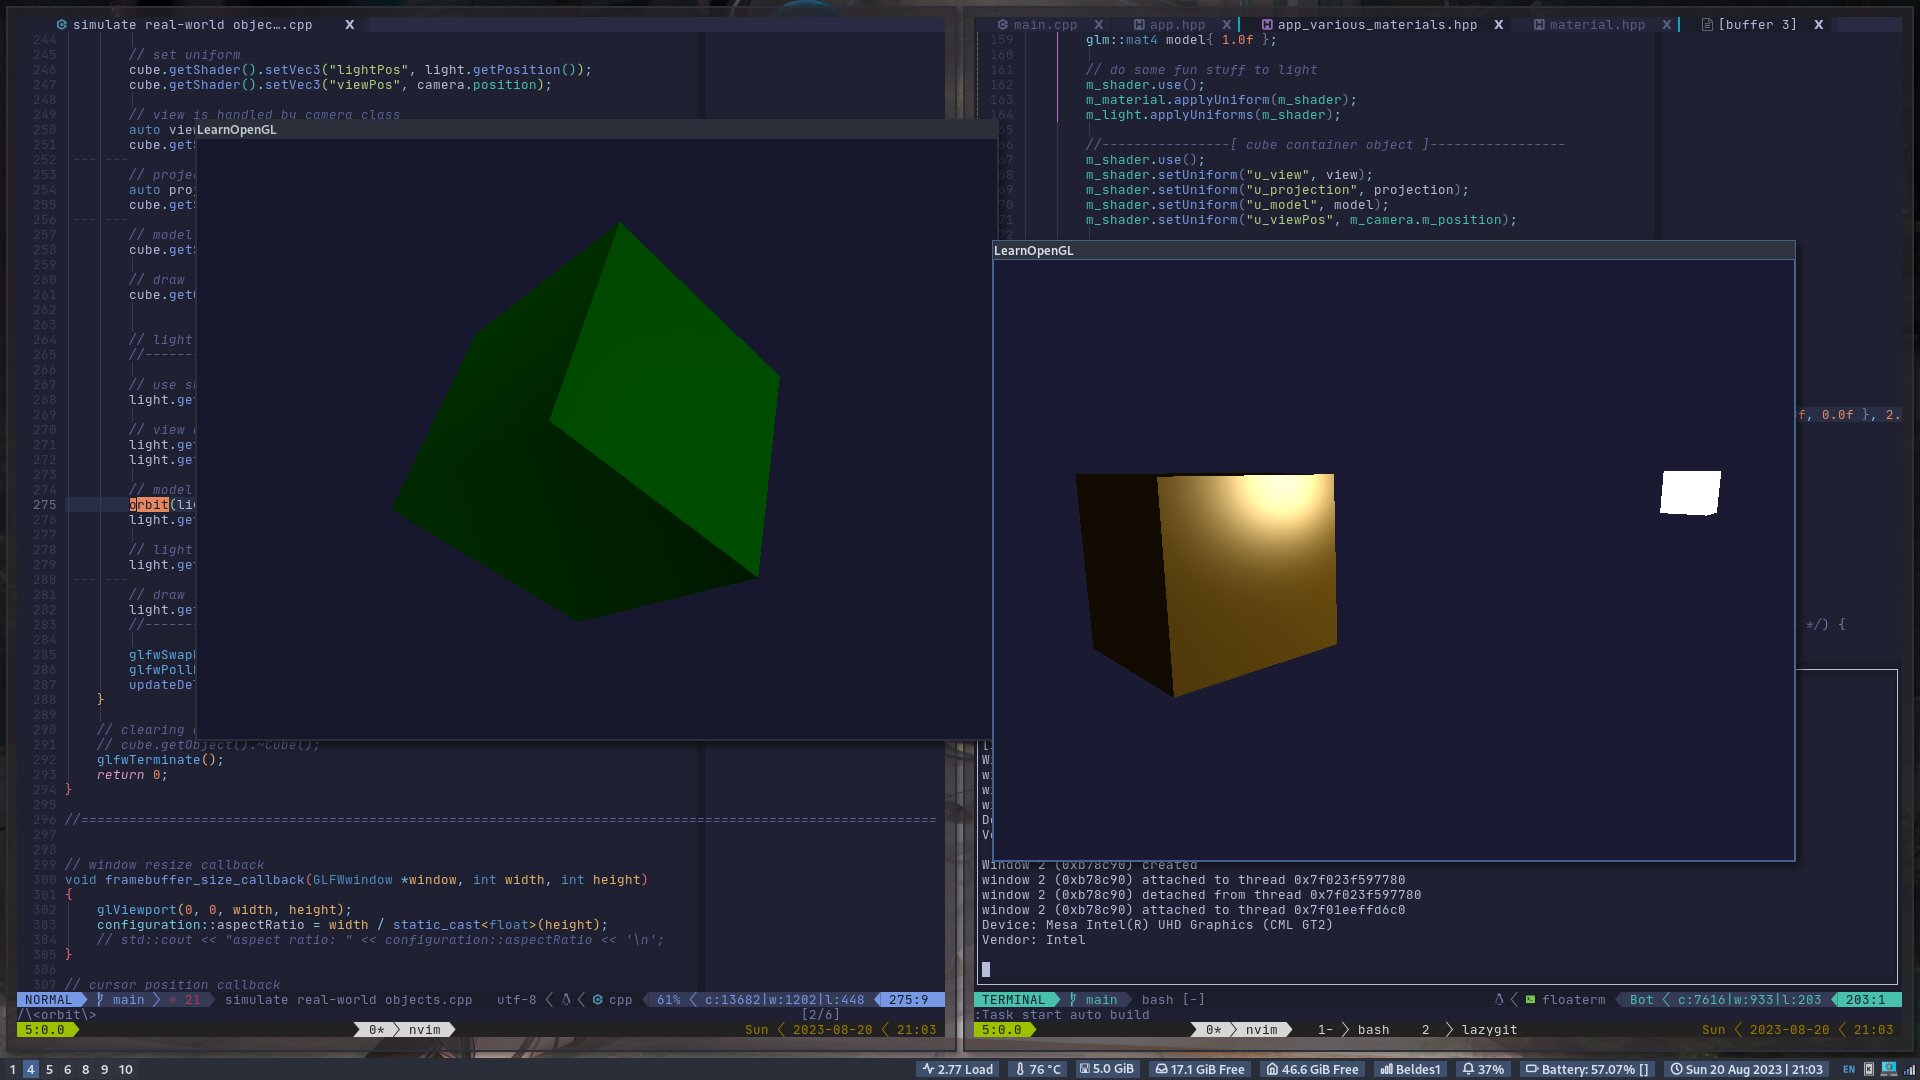 simulate real-world objec….cpp X
244
245 // set uniform
246 cube.getShader().setVec3("lightPos", light.getPosition());
247 cube.getShader().setVec3("viewPos", camera.position);
248
249 // view is handled by camera class
250 auto view
251 cube.get
252
253 // projec
254 auto proj
255 cube.get
256
257 // model
258 cube.get
259
260 // draw
261 cube.get
262
263
264 // light
265 //-------
266
267 // use s
268 light.get
269
270 // view
271 light.get
272 light.get
273
274 // model
275 orbit(li
276 light.get
277
278 // light
279 light.get
280
281 // draw
282 light.get
283 //-------
284
285 glfwSwap
286 glfwPoll
287 updateDe
288 }
289
290 // clearing
291 // cube.getObject().~Cube();
292 glfwTerminate();
293 return 0;
294 }
295
296 //===========================================================================================================
297
298
299 // window resize callback
300 void framebuffer_size_callback(GLFWwindow *window, int width, int height)
301 {
302 glViewport(0, 0, width, height);
303 configuration::aspectRatio = width / static_cast<float>(height);
304 // std::cout << "aspect ratio: " << configuration::aspectRatio << '\n';
305 }
306
307 // cursor position callback
NORMAL main 21 simulate real-world objects.cpp utf-8 cpp 61% c:13682|w:1202|l:448 275:9
/\<orbit\> [2/6]
5:0.0 0* nvim Sun 2023-08-20 21:03
LearnOpenGL
main.cpp X app.hpp X app_various_materials.hpp X material.hpp X [buffer 3] X
159 glm::mat4 model{ 1.0f };
160
161 // do some fun stuff to light
162 m_shader.use();
163 m_material.applyUniform(m_shader);
164 m_light.applyUniforms(m_shader);
65
66 //----------------[ cube container object ]-----------------
67 m_shader.use();
68 m_shader.setUniform("u_view", view);
69 m_shader.setUniform("u_projection", projection);
70 m_shader.setUniform("u_model", model);
71 m_shader.setUniform("u_viewPos", m_camera.m_position);
72
LearnOpenGL
f, 0.0f }, 2.
*/) {
Window 2 (0xb78c90) created
window 2 (0xb78c90) attached to thread 0x7f023f597780
window 2 (0xb78c90) detached from thread 0x7f023f597780
window 2 (0xb78c90) attached to thread 0x7f01eeffd6c0
Device: Mesa Intel(R) UHD Graphics (CML GT2)
Vendor: Intel
TERMINAL main bash [-] floaterm Bot c:7616|w:933|l:203 203:1
:Task start auto build
5:0.0 0* nvim 1- bash 2 lazygit Sun 2023-08-20 21:03
1 4 5 6 8 9 10 2.77 Load 76 °C 5.0 GiB 17.1 GiB Free 46.6 GiB Free Beldes1 37% Battery: 57.07% [] Sun 20 Aug 2023 | 21:03 EN